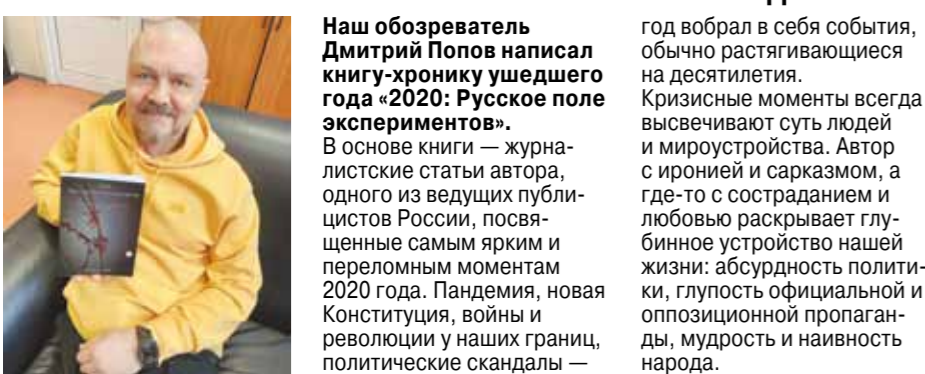 Наш обозреватель
Дмитрий Попов написал
книгу-хронику ушедшего
года «2020: Русское поле
экспериментов».
В основе книги — журна-
листские статьи автора,
одного из ведущих публи-
цистов России, посвя-
щенные самым ярким и
переломным моментам
2020 года. Пандемия, новая
Конституция, войны и
революции у наших границ,
политические скандалы —
год вобрал в себя события,
обычно растягивающиеся
на десятилетия.
Кризисные моменты всегда
высвечивают суть людей
и мироустройства. Автор
с иронией и сарказмом, а
где-то с состраданием и
любовью раскрывает глу-
бинное устройство нашей
жизни: абсурдность полити-
ки, глупость официальной и
оппозиционной пропаган-
ды, мудрость и наивность
народа.